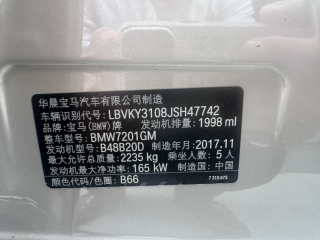 华晨宝马汽车有限公司制造
车辆识别代号: LBVKY3108JSH47742
品牌: 宝马(BMW)牌 发动机排量: 1998 ml
整车型号: BMW7201GM
发动机型号: B48B20D 制造年月: 2017.11
最大允许总质量: 2235 kg 乘坐人数: 5 人
发动机最大净功率: 165 kW 制造国: 中国
颜色代码/色圈: B66